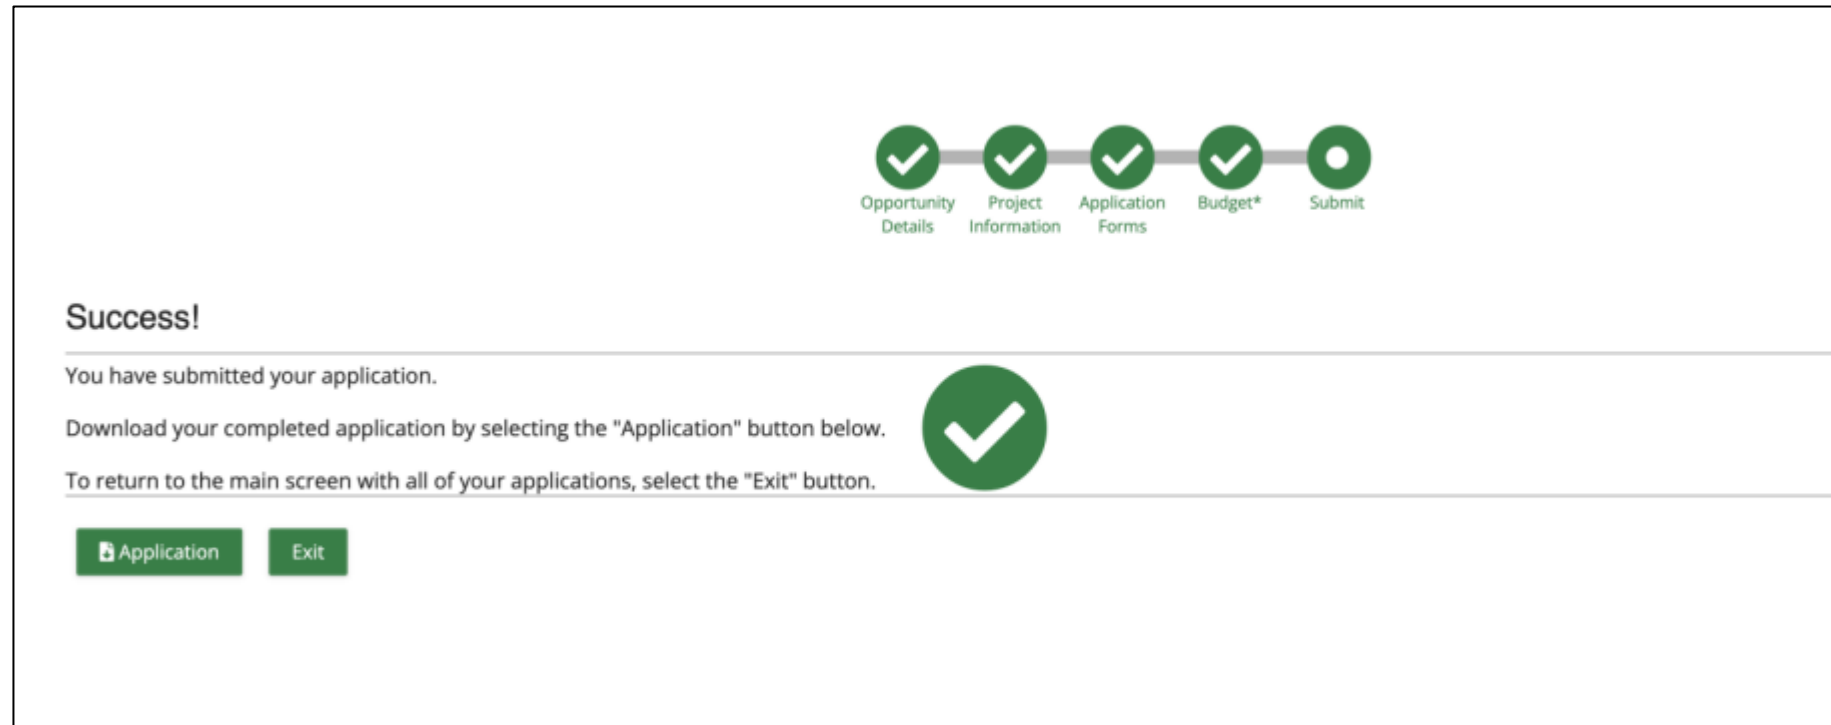 Opportunity Details
Project Information
Application Forms
Budget*
Submit
Success!
You have submitted your application.
Download your completed application by selecting the "Application" button below.
To return to the main screen with all of your applications, select the "Exit" button.
Application
Exit